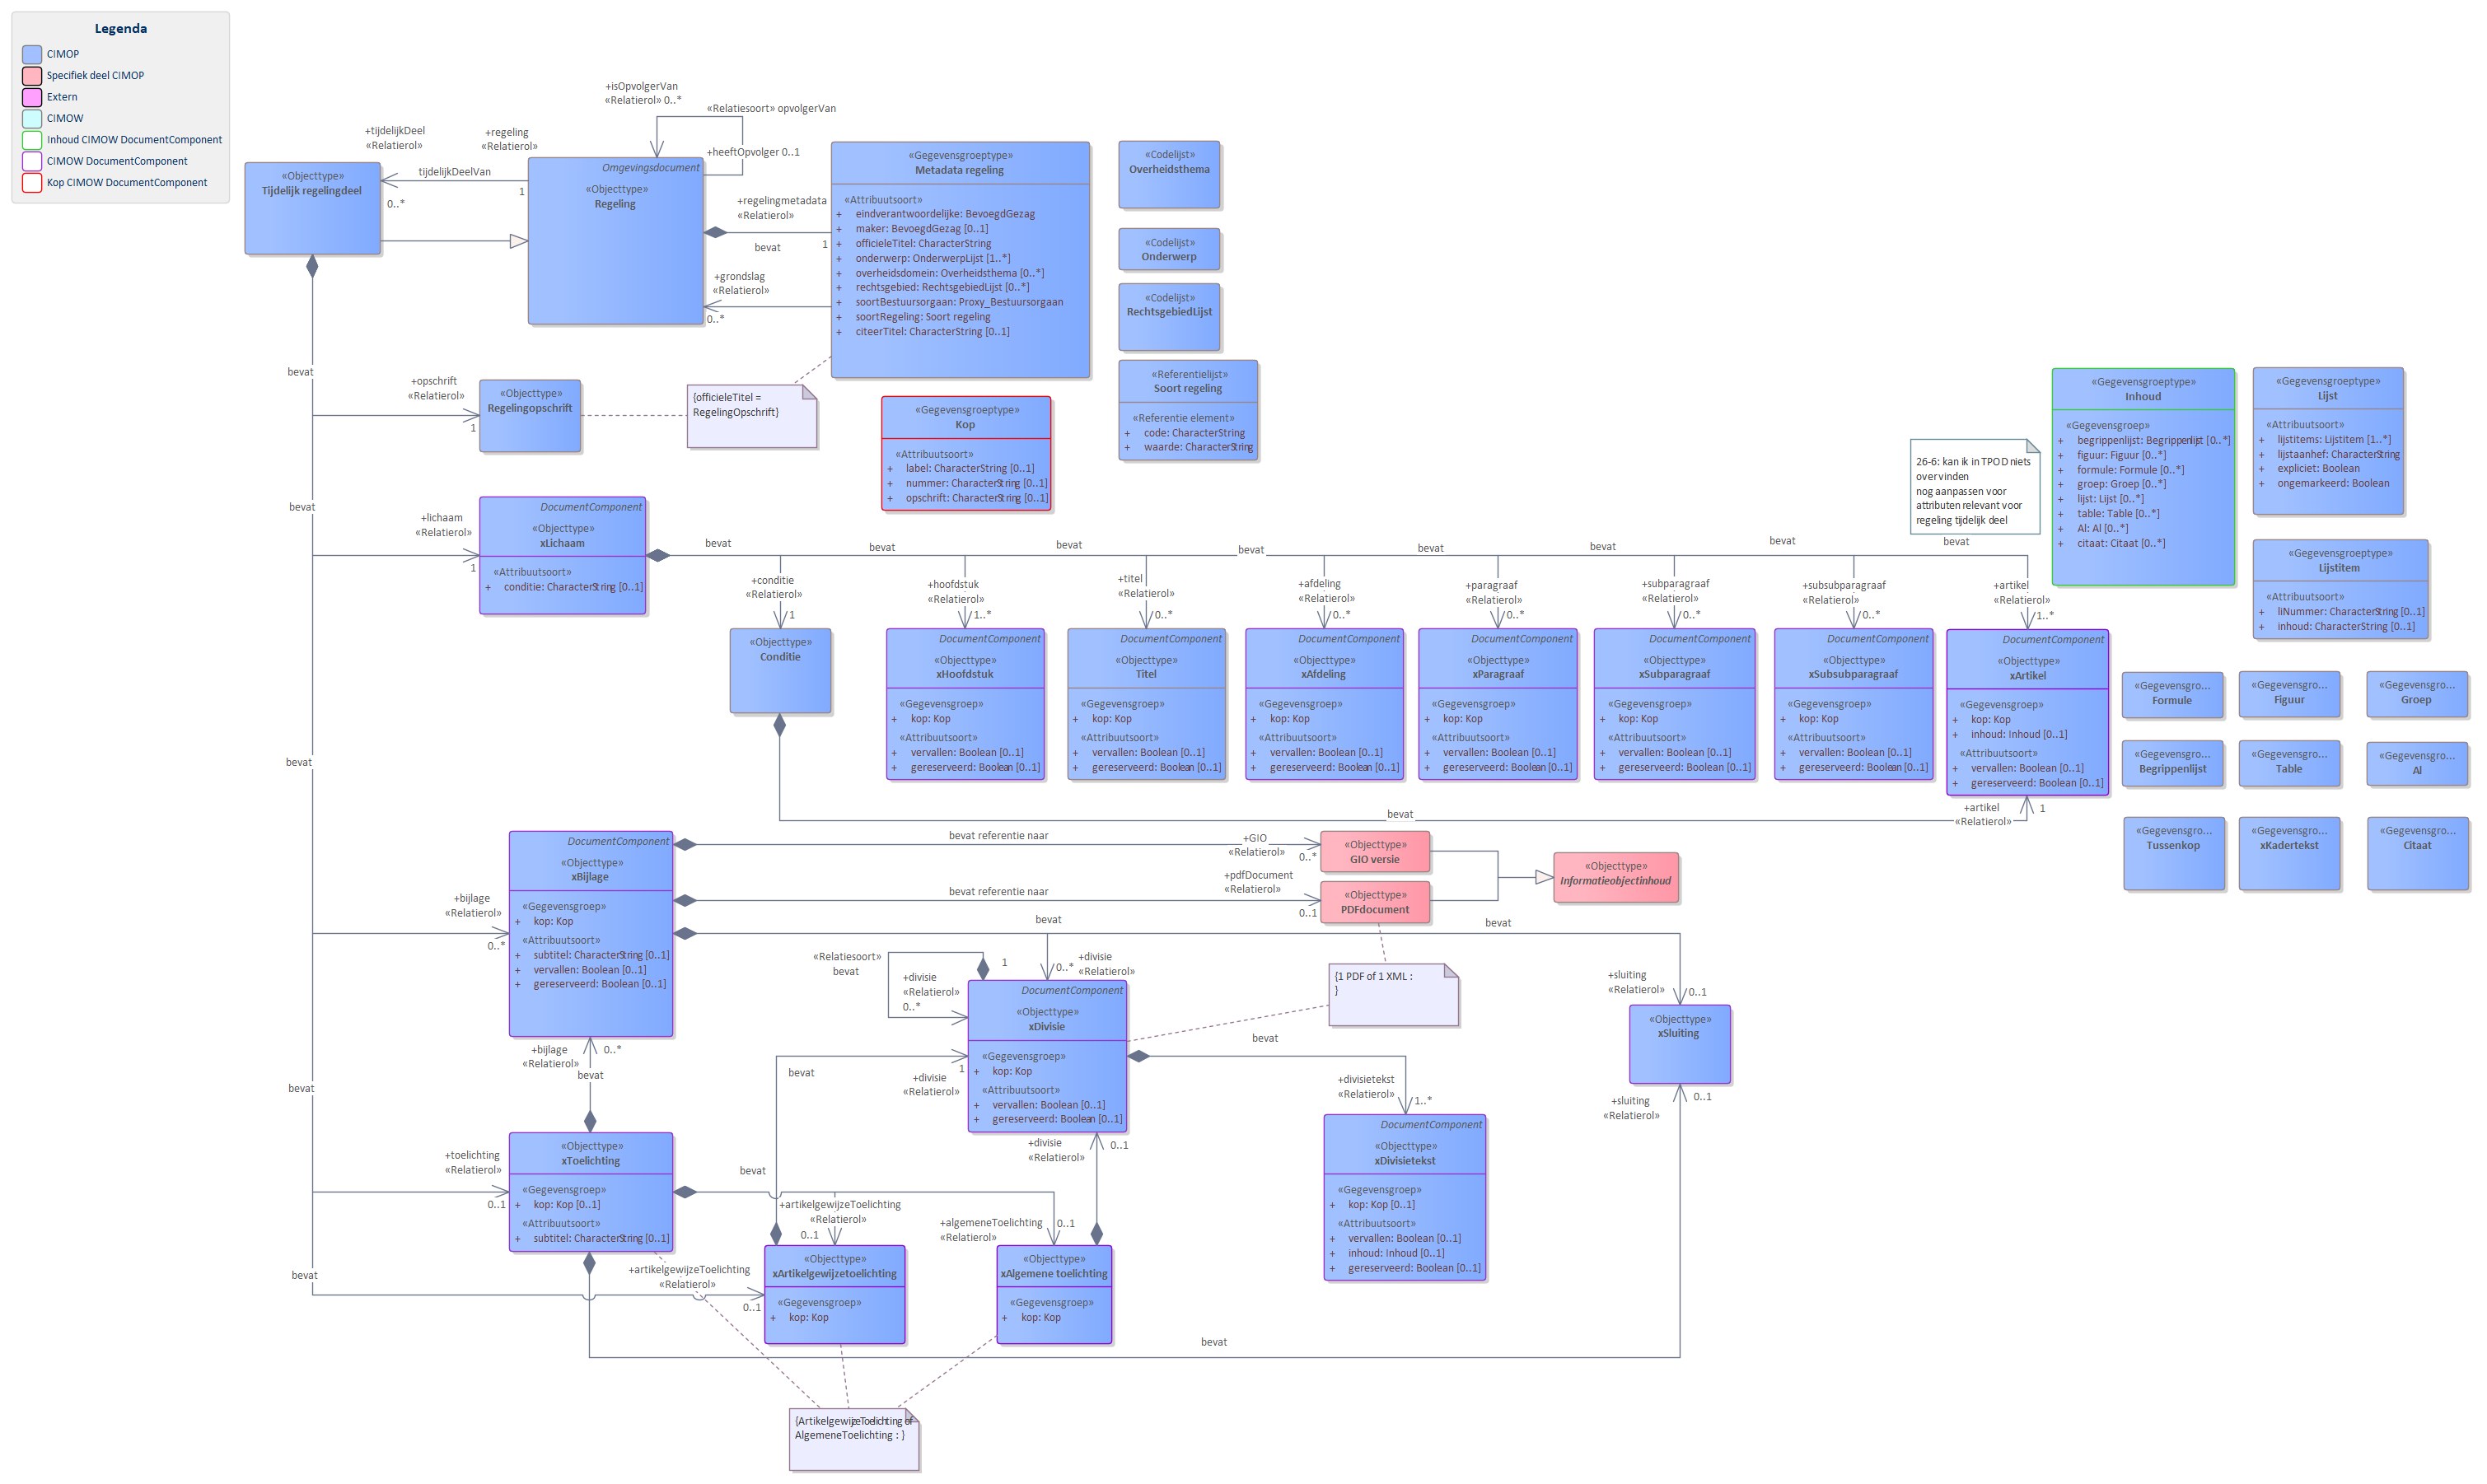 Legenda
CIMOP
Specifiek deel CIMOP
Extern
CIMOW
Inhoud CIMOW DocumentComponent
CIMOW DocumentComponent
Kop CIMOW DocumentComponent
+isOpvolgerVan
«Relatierol» 0..*
«Relatiesoort» opvolgerVan
+heeftOpvolger 0..1
+tijdelijkDeel
«Relatierol»
+regeling
«Relatierol»
tijdelijkDeelVan
0..*
1
«Objecttype»
Tijdelijk regelingdeel
Omgevingsdocument
«Objecttype»
Regeling
+regelingmetadata
«Relatierol»
bevat
1
+grondslag
«Relatierol»
0..*
«Gegevensgroeptype»
Metadata regeling
«Attribuutsoort»
+ eindverantwoordelijke: BevoegdGezag
+ maker: BevoegdGezag [0..1]
+ officieleTitel: CharacterString
+ onderwerp: OnderwerpLijst [1..*]
+ overheidsdomein: Overheidsthema [0..*]
+ rechtsgebied: RechtsgebiedLijst [0..*]
+ soortBestuursorgaan: Proxy_Bestuursorgaan
+ soortRegeling: Soort regeling
+ citeerTitel: CharacterString [0..1]
«Codelijst»
Overheidsthema
«Codelijst»
Onderwerp
«Codelijst»
RechtsgebiedLijst
«Referentielijst»
Soort regeling
«Referentie element»
+ code: CharacterString
+ waarde: CharacterString
bevat
+opschrift
«Relatierol»
1
«Objecttype»
Regelingopschrift
{officieleTitel =
RegelingOpschrift}
«Gegevensgroeptype»
Kop
«Attribuutsoort»
+ label: CharacterString [0..1]
+ nummer: CharacterString [0..1]
+ opschrift: CharacterString [0..1]
26-6: kan ik in TPOD niets
over vinden
nog aanpassen voor
attributen relevant voor
regeling tijdelijk deel
«Gegevensgroeptype»
Inhoud
«Gegevensgroep»
+ begrippenlijst: Begrippenlijst [0..*]
+ figuur: Figuur [0..*]
+ formule: Formule [0..*]
+ groep: Groep [0..*]
+ lijst: Lijst [0..*]
+ table: Table [0..*]
+ Al: Al [0..*]
+ citaat: Citaat [0..*]
«Gegevensgroeptype»
Lijst
«Attribuutsoort»
+ lijstitems: Lijstitem [1..*]
+ lijstaanhef: CharacterString
+ expliciet: Boolean
+ ongemarkeerd: Boolean
«Gegevensgroeptype»
Lijstitem
«Attribuutsoort»
+ liNummer: CharacterString [0..1]
+ inhoud: CharacterString [0..1]
bevat
+lichaam
«Relatierol»
1
DocumentComponent
«Objecttype»
xLichaam
«Attribuutsoort»
+ conditie: CharacterString [0..1]
bevat
bevat
bevat
bevat
bevat
bevat
bevat
bevat
+conditie
«Relatierol»
1
+hoofdstuk
«Relatierol»
1..*
+titel
«Relatierol»
0..*
+afdeling
«Relatierol»
0..*
+paragraaf
«Relatierol»
0..*
+subparagraaf
«Relatierol»
0..*
+subsubparagraaf
«Relatierol»
0..*
+artikel
«Relatierol»
1..*
«Objecttype»
Conditie
DocumentComponent
«Objecttype»
xHoofdstuk
«Gegevensgroep»
+ kop: Kop
«Attribuutsoort»
+ vervallen: Boolean [0..1]
+ gereserveerd: Boolean [0..1]
DocumentComponent
«Objecttype»
Titel
«Gegevensgroep»
+ kop: Kop
«Attribuutsoort»
+ vervallen: Boolean [0..1]
+ gereserveerd: Boolean [0..1]
DocumentComponent
«Objecttype»
xAfdeling
«Gegevensgroep»
+ kop: Kop
«Attribuutsoort»
+ vervallen: Boolean [0..1]
+ gereserveerd: Boolean [0..1]
DocumentComponent
«Objecttype»
xParagraaf
«Gegevensgroep»
+ kop: Kop
«Attribuutsoort»
+ vervallen: Boolean [0..1]
+ gereserveerd: Boolean [0..1]
DocumentComponent
«Objecttype»
xSubparagraaf
«Gegevensgroep»
+ kop: Kop
«Attribuutsoort»
+ vervallen: Boolean [0..1]
+ gereserveerd: Boolean [0..1]
DocumentComponent
«Objecttype»
xSubsubparagraaf
«Gegevensgroep»
+ kop: Kop
«Attribuutsoort»
+ vervallen: Boolean [0..1]
+ gereserveerd: Boolean [0..1]
DocumentComponent
«Objecttype»
xArtikel
«Gegevensgroep»
+ kop: Kop
+ inhoud: Inhoud [0..1]
«Attribuutsoort»
+ vervallen: Boolean [0..1]
+ gereserveerd: Boolean [0..1]
«Gegevensgro...
Formule
«Gegevensgro...
Figuur
«Gegevensgro...
Groep
«Gegevensgro...
Begrippenlijst
«Gegevensgro...
Table
«Gegevensgro...
Al
«Gegevensgro...
Tussenkop
«Gegevensgro...
xKadertekst
«Gegevensgro...
Citaat
bevat
bevat
+artikel
«Relatierol»
1
+bijlage
«Relatierol»
0..*
DocumentComponent
«Objecttype»
xBijlage
«Gegevensgroep»
+ kop: Kop
«Attribuutsoort»
+ subtitel: CharacterString [0..1]
+ vervallen: Boolean [0..1]
+ gereserveerd: Boolean [0..1]
bevat referentie naar
+GIO
«Relatierol»
0..*
«Objecttype»
GIO versie
bevat referentie naar
+pdfDocument
«Relatierol»
0..1
«Objecttype»
PDFdocument
«Objecttype»
Informatieobjectinhoud
bevat
bevat
«Relatiesoort»
bevat
1
+divisie
«Relatierol»
0..*
0..*
+divisie
«Relatierol»
{1 PDF of 1 XML :
}
DocumentComponent
«Objecttype»
xDivisie
«Gegevensgroep»
+ kop: Kop
«Attribuutsoort»
+ vervallen: Boolean [0..1]
+ gereserveerd: Boolean [0..1]
+sluiting
«Relatierol»
0..1
«Objecttype»
xSluiting
+sluiting
«Relatierol»
0..1
bevat
+divisietekst
«Relatierol»
1..*
DocumentComponent
«Objecttype»
xDivisietekst
«Gegevensgroep»
+ kop: Kop [0..1]
«Attribuutsoort»
+ vervallen: Boolean [0..1]
+ inhoud: Inhoud [0..1]
+ gereserveerd: Boolean [0..1]
+bijlage
«Relatierol»
0..*
bevat
bevat
bevat
+divisie
«Relatierol»
1
+divisie
«Relatierol»
0..1
+toelichting
«Relatierol»
0..1
«Objecttype»
xToelichting
«Gegevensgroep»
+ kop: Kop [0..1]
«Attribuutsoort»
+ subtitel: CharacterString [0..1]
bevat
+artikelgewijzeToelichting
«Relatierol»
0..1
+algemeneToelichting
«Relatierol»
0..1
bevat
+artikelgewijzeToelichting
«Relatierol»
0..1
«Objecttype»
xArtikelgewijzetoelichting
«Gegevensgroep»
+ kop: Kop
«Objecttype»
xAlgemene toelichting
«Gegevensgroep»
+ kop: Kop
bevat
{ArtikelgewijzeToelichting of
AlgemeneToelichting : }